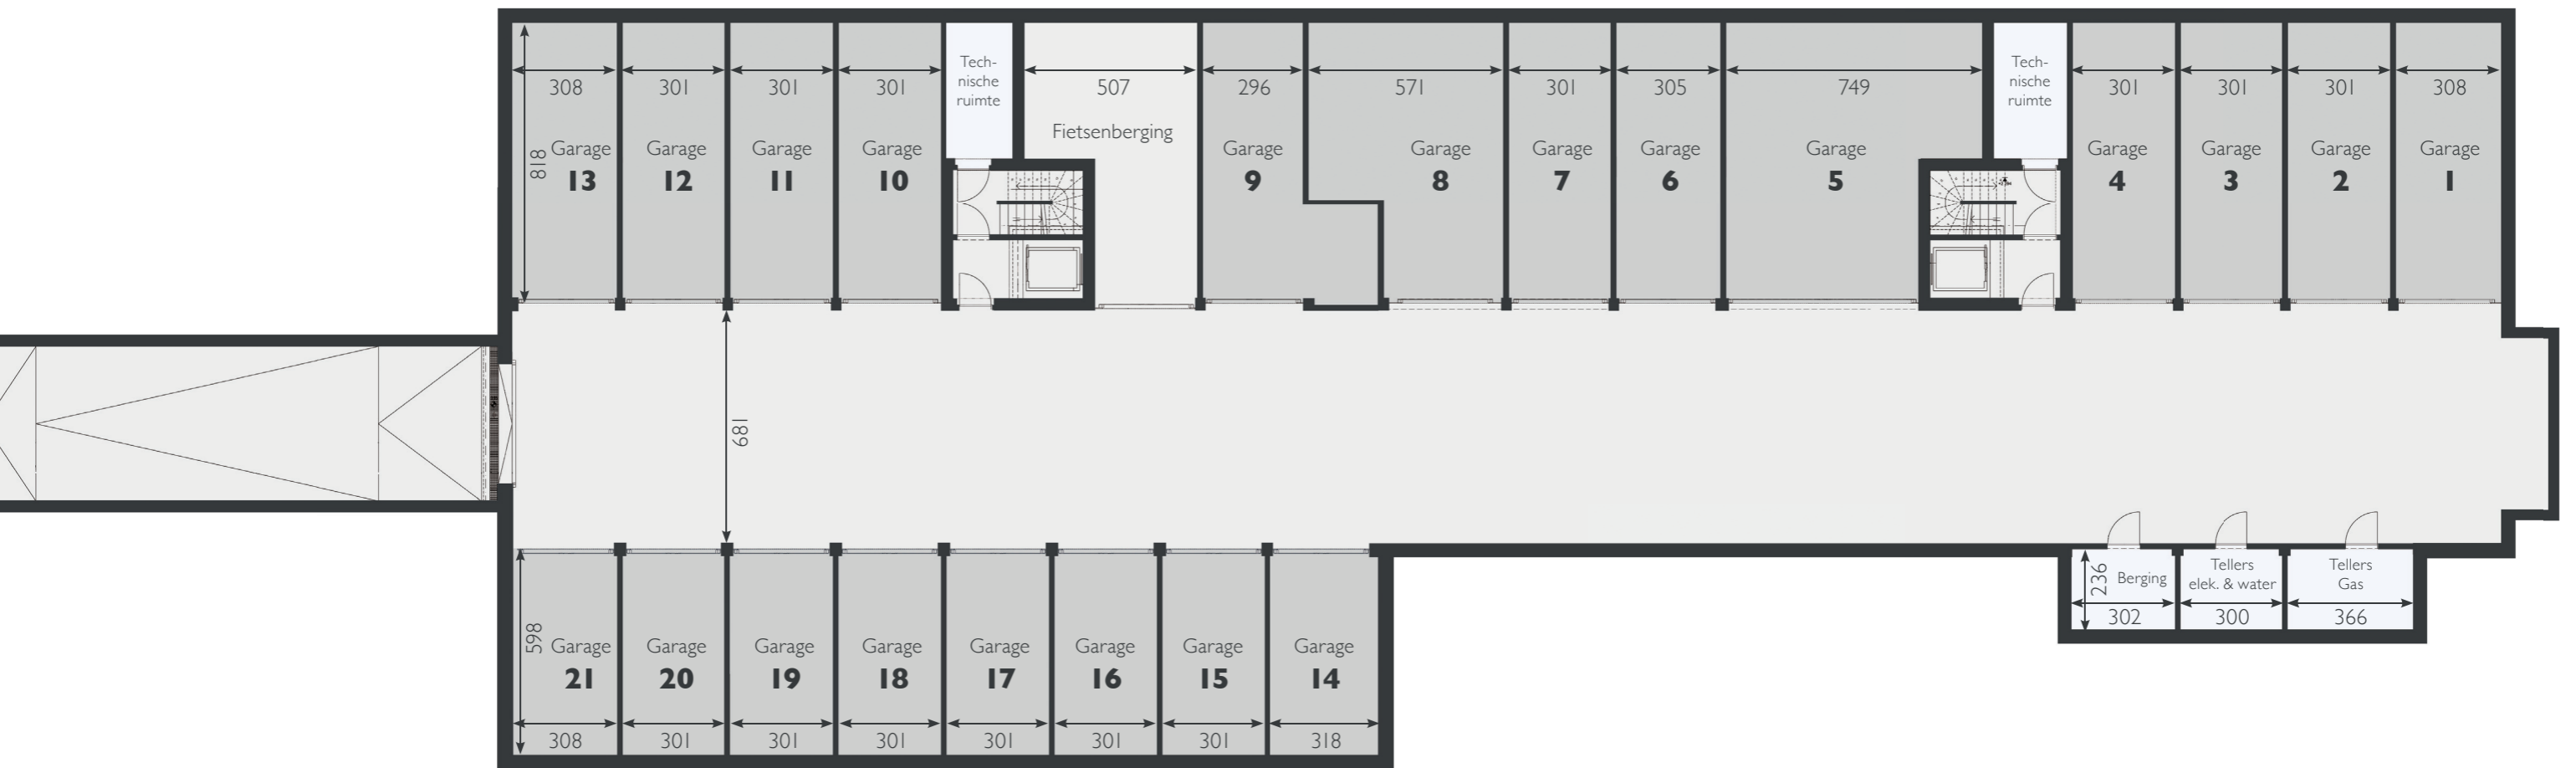 308
301
301
301
Tech-
nische
ruimte
507
296
571
301
305
749
Tech-
nische
ruimte
301
301
301
308
Fietsenberging
818
Garage
13
Garage
12
Garage
11
Garage
10
Garage
9
Garage
8
Garage
7
Garage
6
Garage
5
Garage
4
Garage
3
Garage
2
Garage
1
681
236
Berging
302
Tellers
elek. & water
300
Tellers
Gas
366
598
Garage
21
Garage
20
Garage
19
Garage
18
Garage
17
Garage
16
Garage
15
Garage
14
308
301
301
301
301
301
301
318